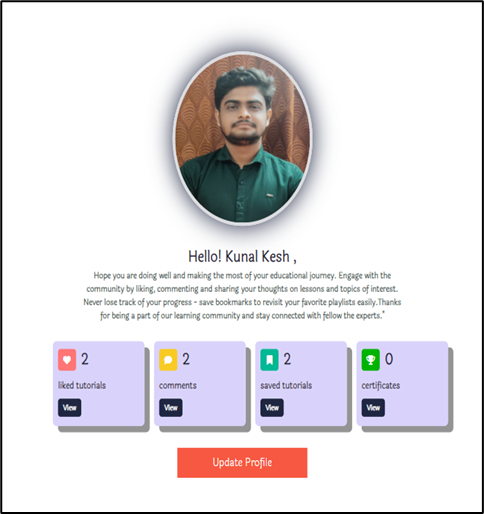 Hello! Kunal Kesh ,
Hope you are doing well and making the most of your educational journey. Engage with the
community by liking, commenting and sharing your thoughts on lessons and topics of interest.
Never lose track of your progress - save bookmarks to revisit your favorite playlists easily.Thanks
for being a part of our learning community and stay connected with fellow the experts."
2
liked tutorials
View
2
comments
View
2
saved tutorials
View
0
certificates
View
Update Profile